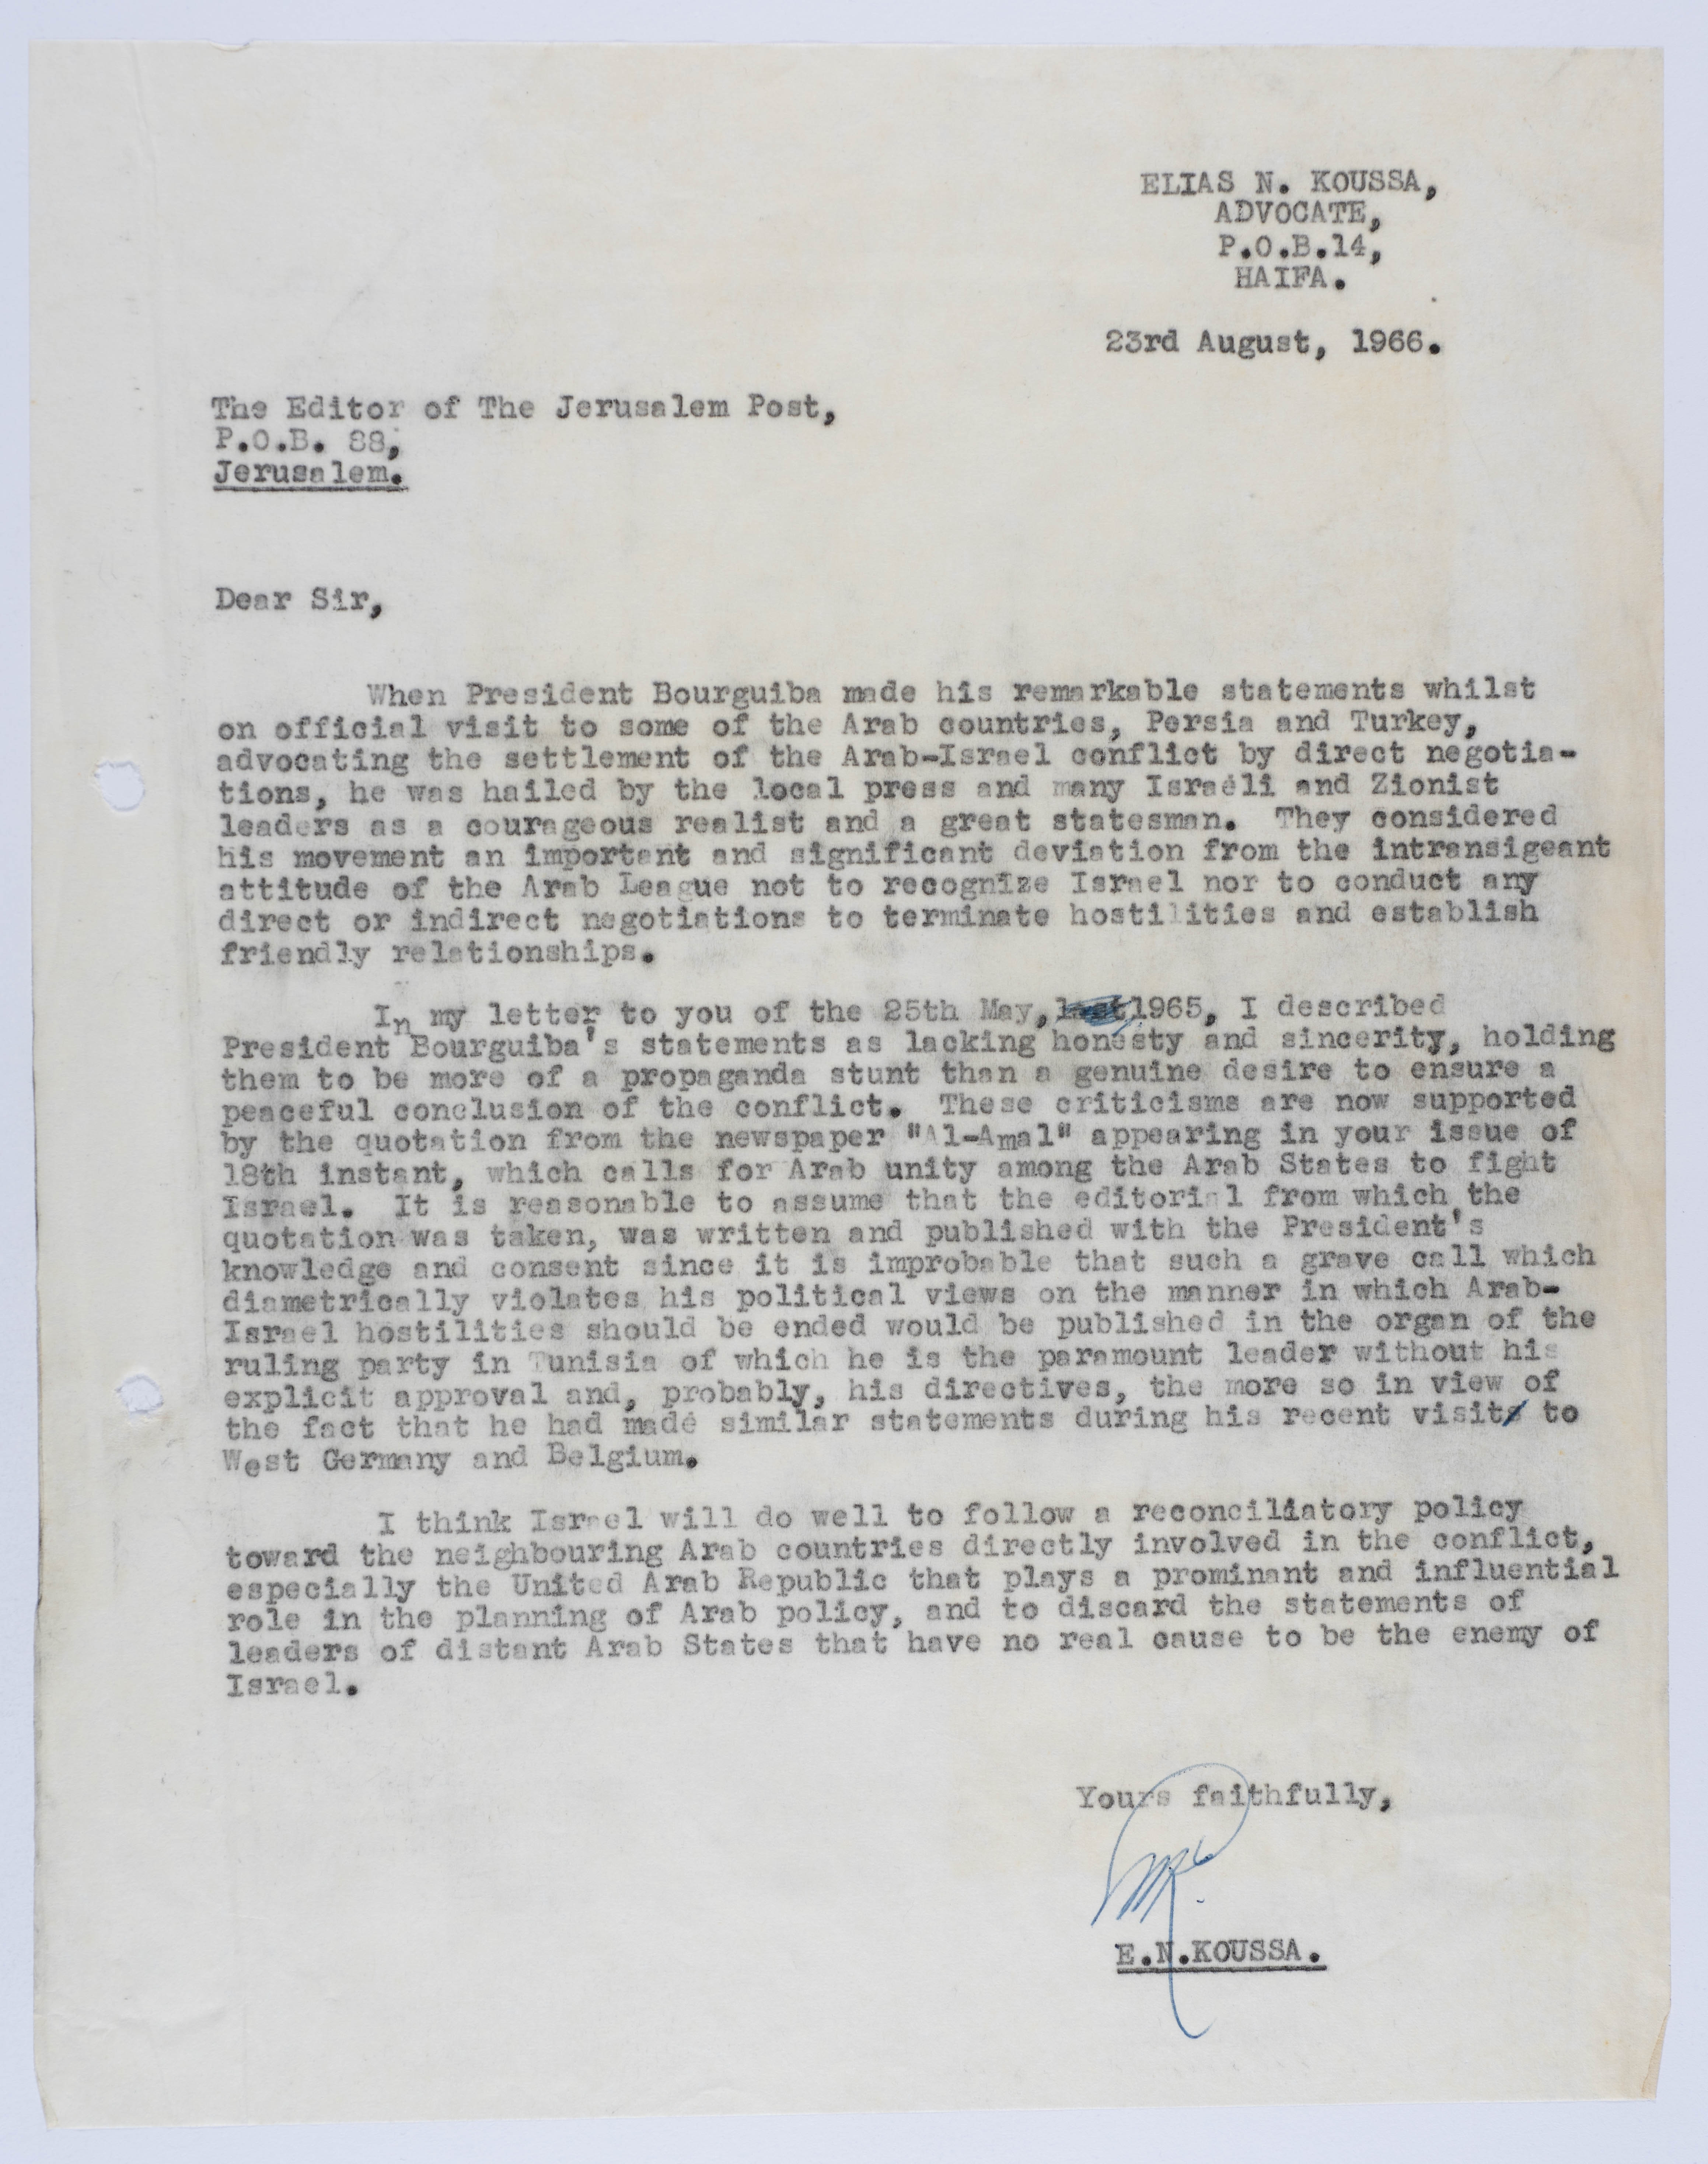 ELIAS N. KOUSSA,
ADVOCATE,
P.O.B.14,
HAIFA.
23rd August, 1966.
The Editor of The Jerusalem Post,
P.O.B. 88,
Jerusalem.
Dear Sir,
When President Bourguiba made his remarkable statements whilst
on official visit to some of the Arab countries, Persia and Turkey,
advocating the settlement of the Arab-Israel conflict by direct negotia-
tions, he was hailed by the local press and many Israeli and Zionist
leaders as a courageous realist and a great statesman. They considered
his movement an important and significant deviation from the intransigeant
attitude of the Arab League not to recognize Israel nor to conduct any
direct or indirect negotiations to terminate hostilities and establish
friendly relationships.
In my letter to you of the 25th May, 1965, I described
President Bourguiba's statements as lacking honesty and sincerity, holding
them to be more of a propaganda stunt than a genuine desire to ensure a
peaceful conclusion of the conflict. These criticisms are now supported
by the quotation from the newspaper "Al-Amal" appearing in your issue of
18th instant, which calls for Arab unity among the Arab States to fight
Israel. It is reasonable to assume that the editorial from which the
quotation was taken, was written and published with the President's
knowledge and consent since it is improbable that such a grave call which
diametrically violates his political views on the manner in which Arab-
Israel hostilities should be ended would be published in the organ of the
ruling party in Tunisia of which he is the paramount leader without his
explicit approval and, probably, his directives, the more so in view of
the fact that he had made similar statements during his recent visit to
West Germany and Belgium.
I think Israel will do well to follow a reconciliatory policy
toward the neighbouring Arab countries directly involved in the conflict,
especially the United Arab Republic that plays a prominant and influential
role in the planning of Arab policy, and to discard the statements of
leaders of distant Arab States that have no real cause to be the enemy of
Israel.
Yours faithfully,
E.N.KOUSSA.